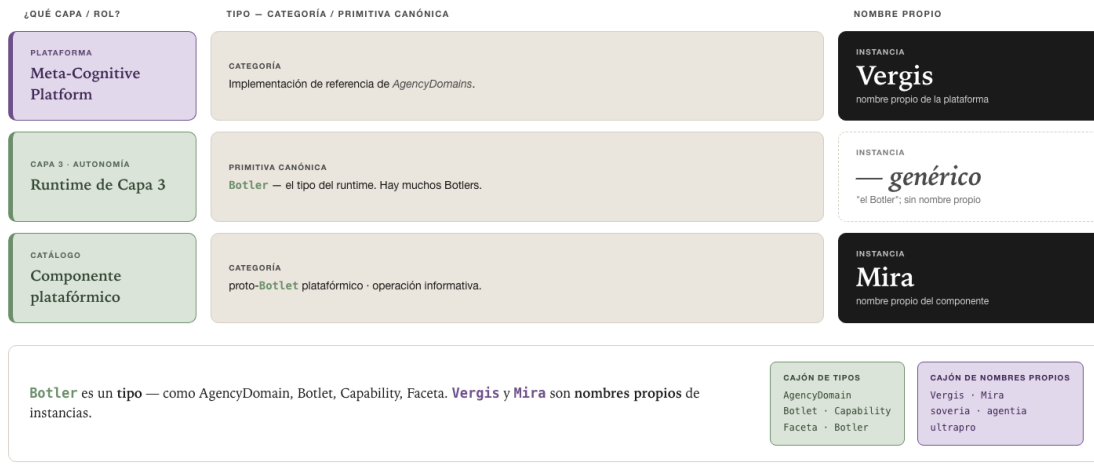 ¿QUÉ CAPA / ROL?
TIPO — CATEGORÍA / PRIMITIVA CANÓNICA
NOMBRE PROPIO
PLATAFORMA
Meta-Cognitive
Platform
CATEGORÍA
Implementación de referencia de AgencyDomains.
INSTANCIA
Vergis
nombre propio de la plataforma
CAPA 3 · AUTONOMÍA
Runtime de Capa 3
PRIMITIVA CANÓNICA
Botler — el tipo del runtime. Hay muchos Botlers.
INSTANCIA
— genérico
"el Botler"; sin nombre propio
CATÁLOGO
Componente
platafórmico
CATEGORÍA
proto-Botlet platafórmico · operación informativa.
INSTANCIA
Mira
nombre propio del componente
Botler es un tipo — como AgencyDomain, Botlet, Capability, Faceta. Vergis y Mira son nombres propios de
instancias.
CAJÓN DE TIPOS
AgencyDomain
Botlet · Capability
Faceta · Botler
CAJÓN DE NOMBRES PROPIOS
Vergis · Mira
soveria · agentia
ultrapro